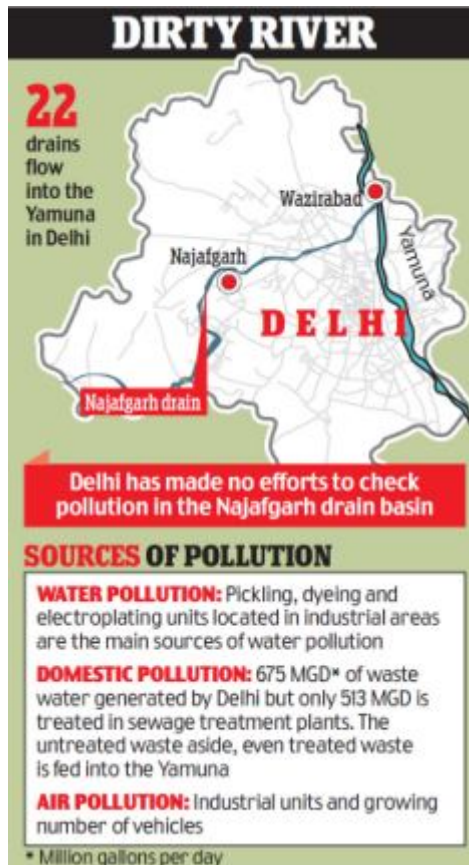 DIRTY RIVER
22
drains
flow
into the
Yamuna
in Delhi
Wazirabad
Najafgarh
Yamuna
DELHI
Najafgarh drain
Delhi has made no efforts to check
pollution in the Najafgarh drain basin
SOURCES OF POLLUTION
WATER POLLUTION: Pickling, dyeing and
electroplating units located in industrial areas
are the main sources of water pollution
DOMESTIC POLLUTION: 675 MGD* of waste
water generated by Delhi but only 513 MGD is
treated in sewage treatment plants. The
untreated waste aside, even treated waste
is fed into the Yamuna
AIR POLLUTION: Industrial units and growing
number of vehicles
* Million gallons per day